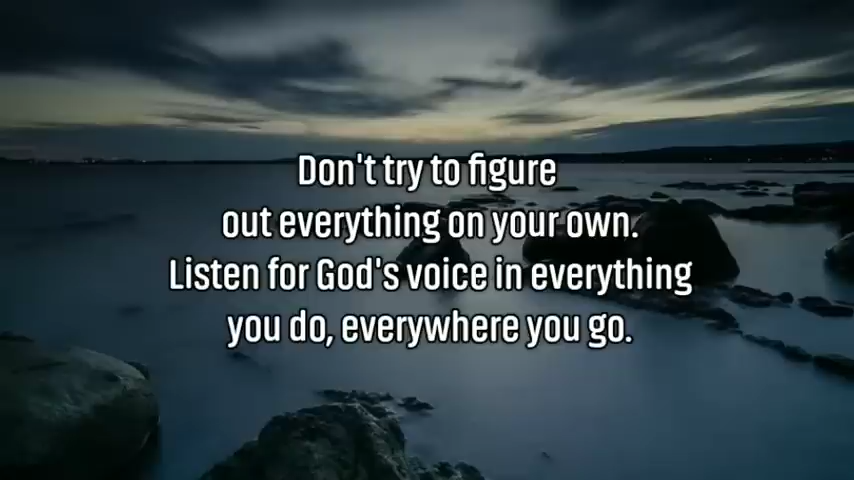 Don't try to figure
out everything on your own.
Listen for God's voice in everything
you do, everywhere you go.